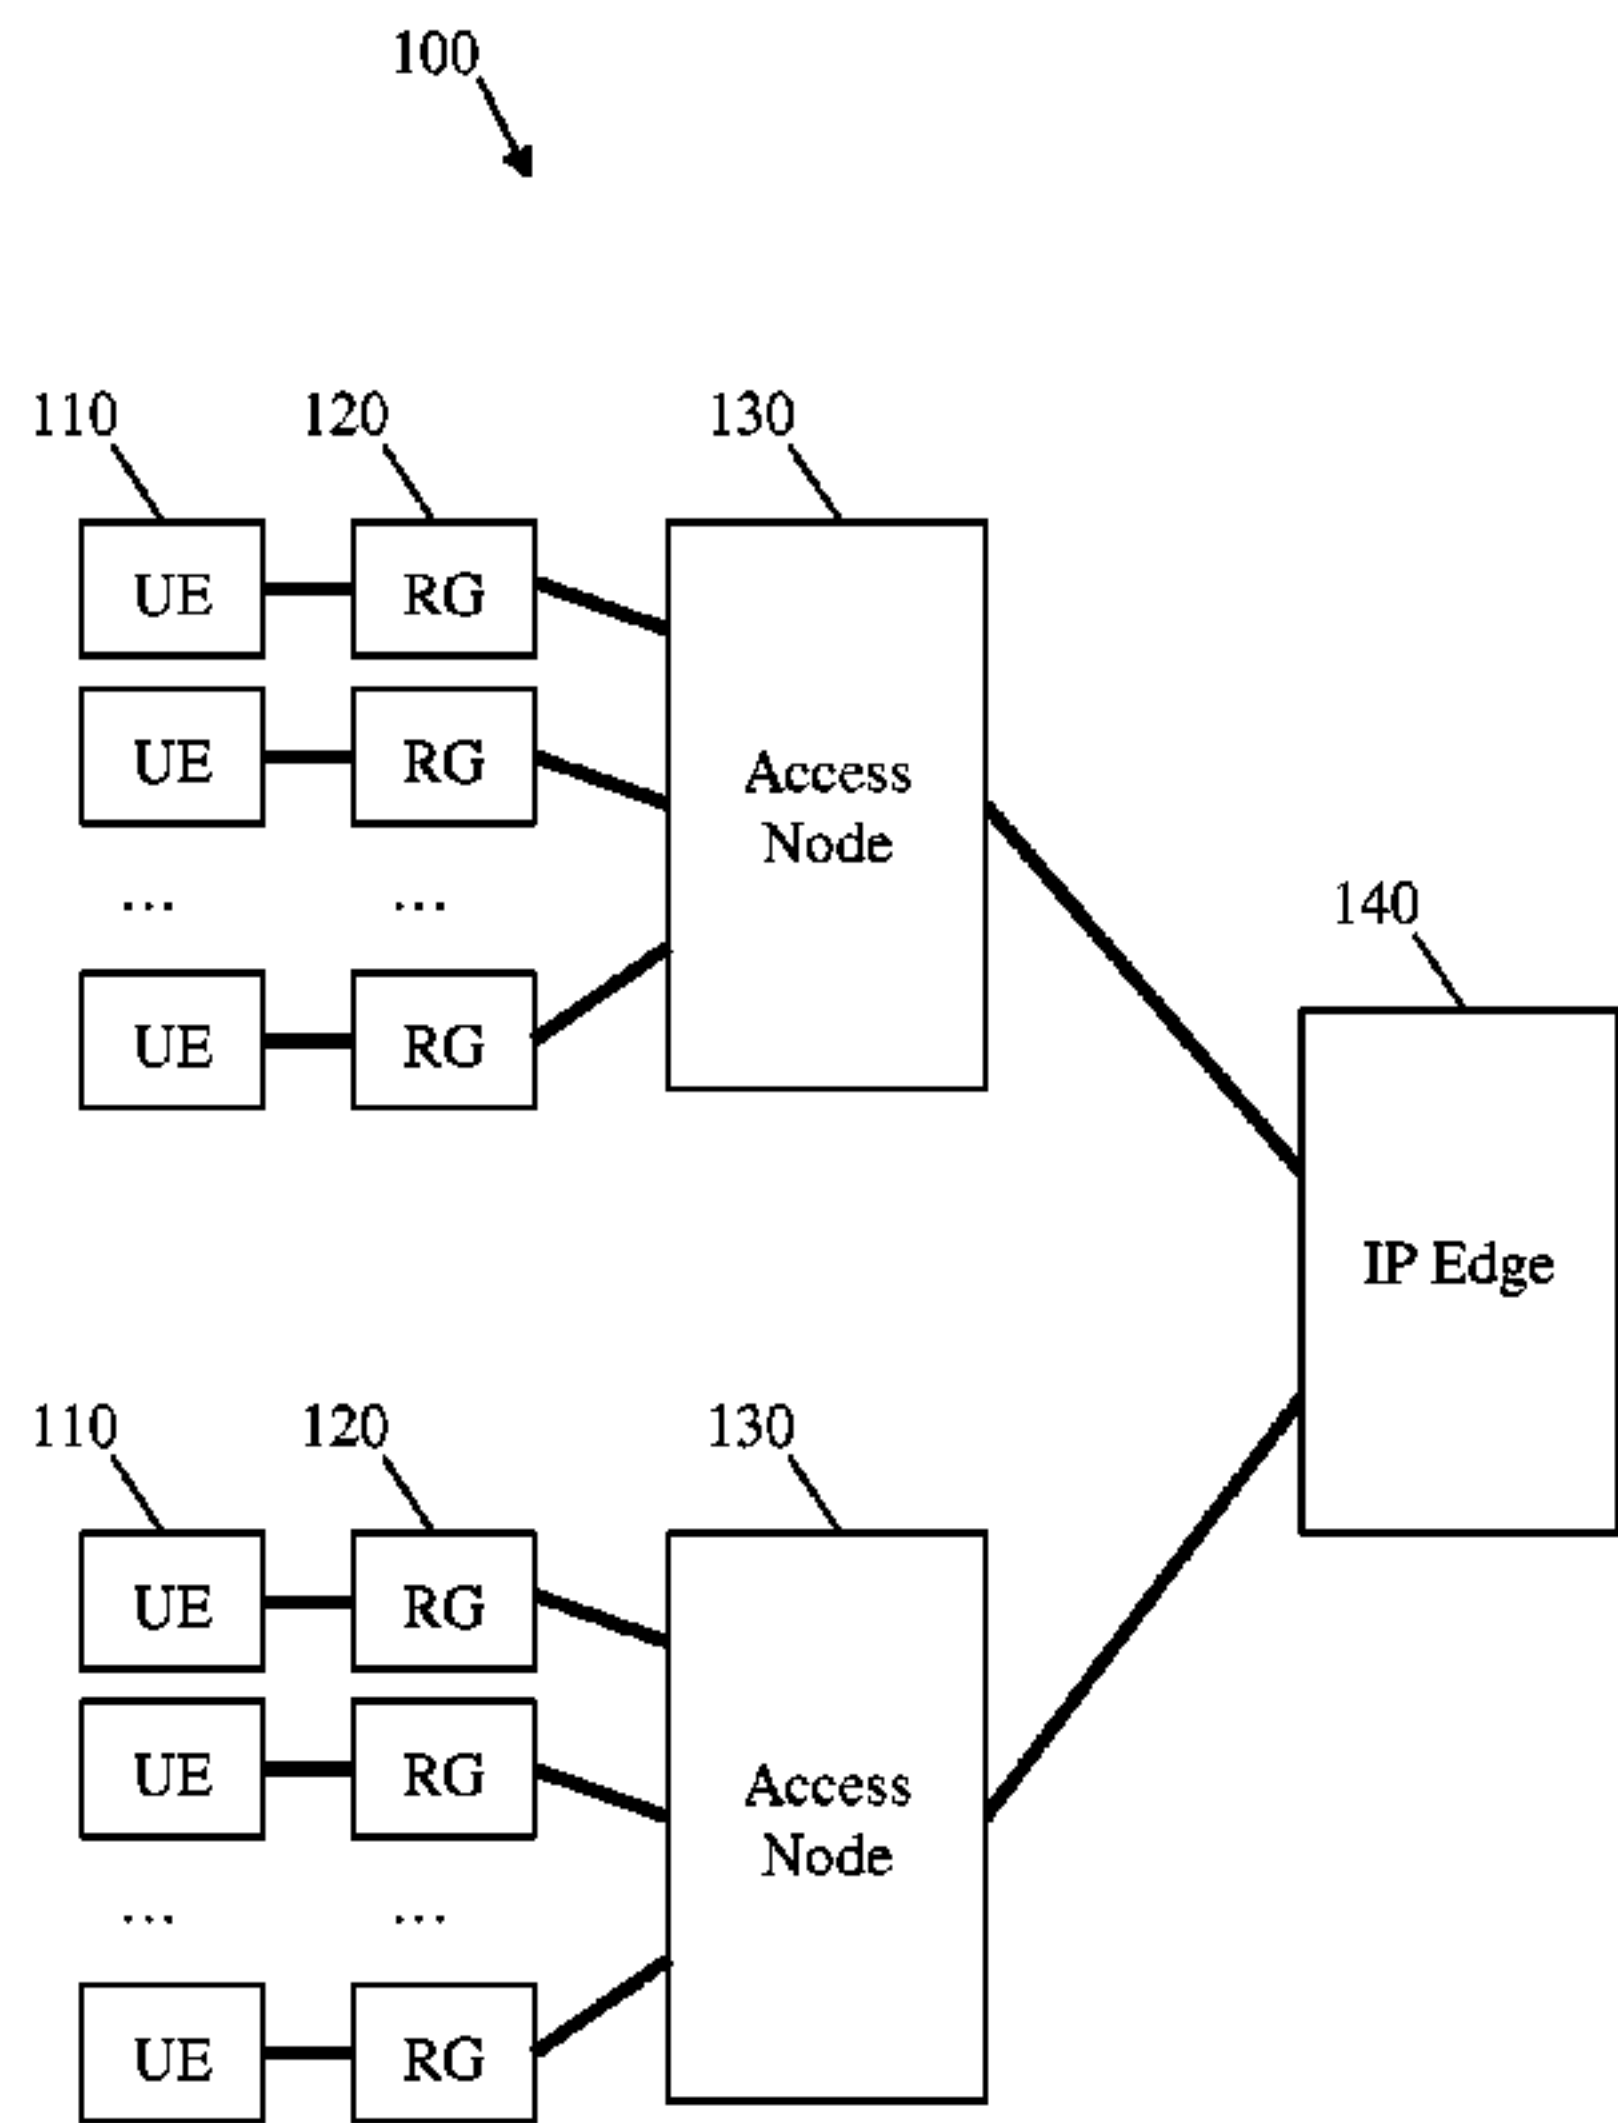 100
110 120 130
UE RG
UE RG
Access
Node
... ...
140
UE RG
IP Edge
110 120 130
UE RG
UE RG
Access
Node
... ...
UE RG